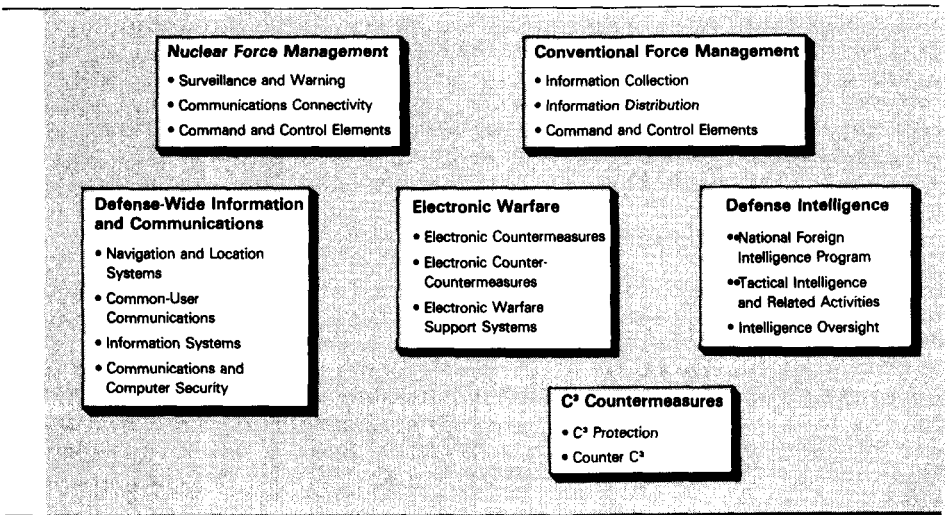 Nuclear Force Management
• Surveillance and Warning
• Communications Connectivity
• Command and Control Elements
Conventional Force Management
• Information Collection
• Information Distribution
• Command and Control Elements
Defense-Wide Information
and Communications
• Navigation and Location
Systems
• Common-User
Communications
• Information Systems
• Communications and
Computer Security
Electronic Warfare
• Electronic Countermeasures
• Electronic Counter-
Countermeasures
• Electronic Warfare
Support Systems
Defense Intelligence
•National Foreign
Intelligence Program
•Tactical Intelligence
and Related Activities
• Intelligence Oversight
C³ Countermeasures
• C³ Protection
• Counter C³